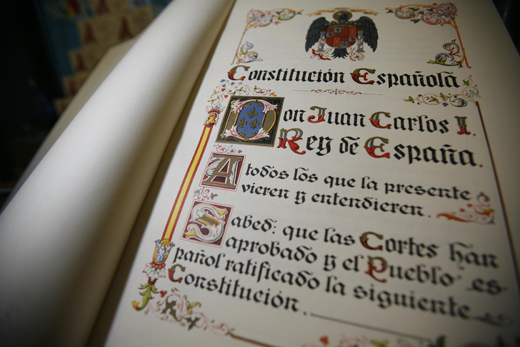 Constitución Española
Don Juan Carlos I.
Rey de España.
A todos los que la presente
vieren y entendieren.
Sabed: que las Cortes han
aprobado y el Pueblo es
pañol ratificado la siguiente
Constitución.